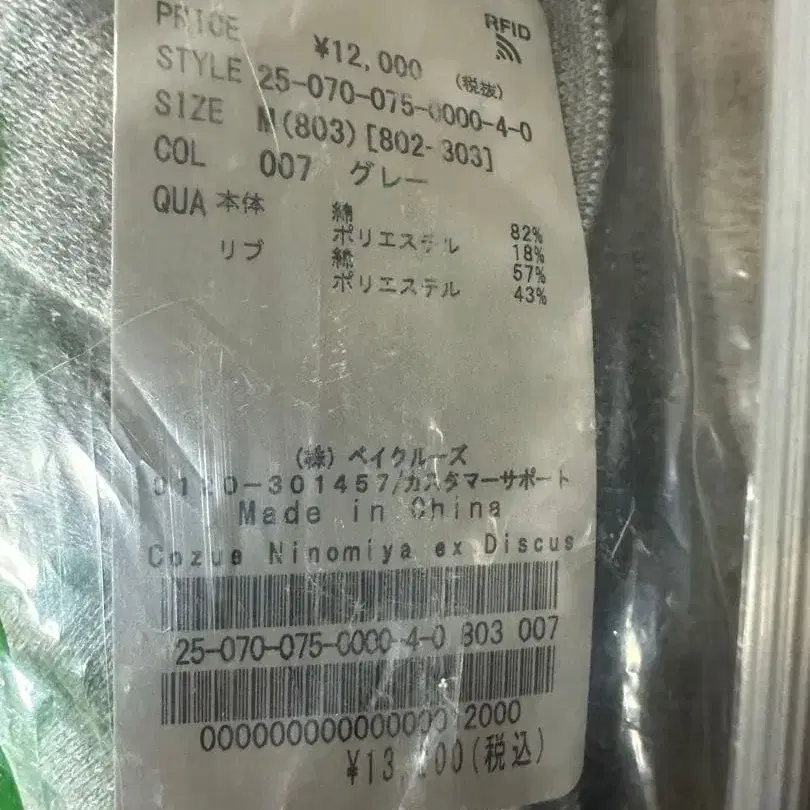 PRICE ¥12,000 (税抜)
RFID
STYLE 25-070-075-0000-4-0
SIZE M(803)[802-303]
COL 007 グレー
QUA 本体 綿 82%
ポリエステル 18%
リブ 綿 57%
ポリエステル 43%
(株) ベイクルーズ
0120-301457/カスタマーサポート
Made in China
Cozue Ninomiya ex Discus
25-070-075-0000-4-0 803 007
¥13,200(税込)